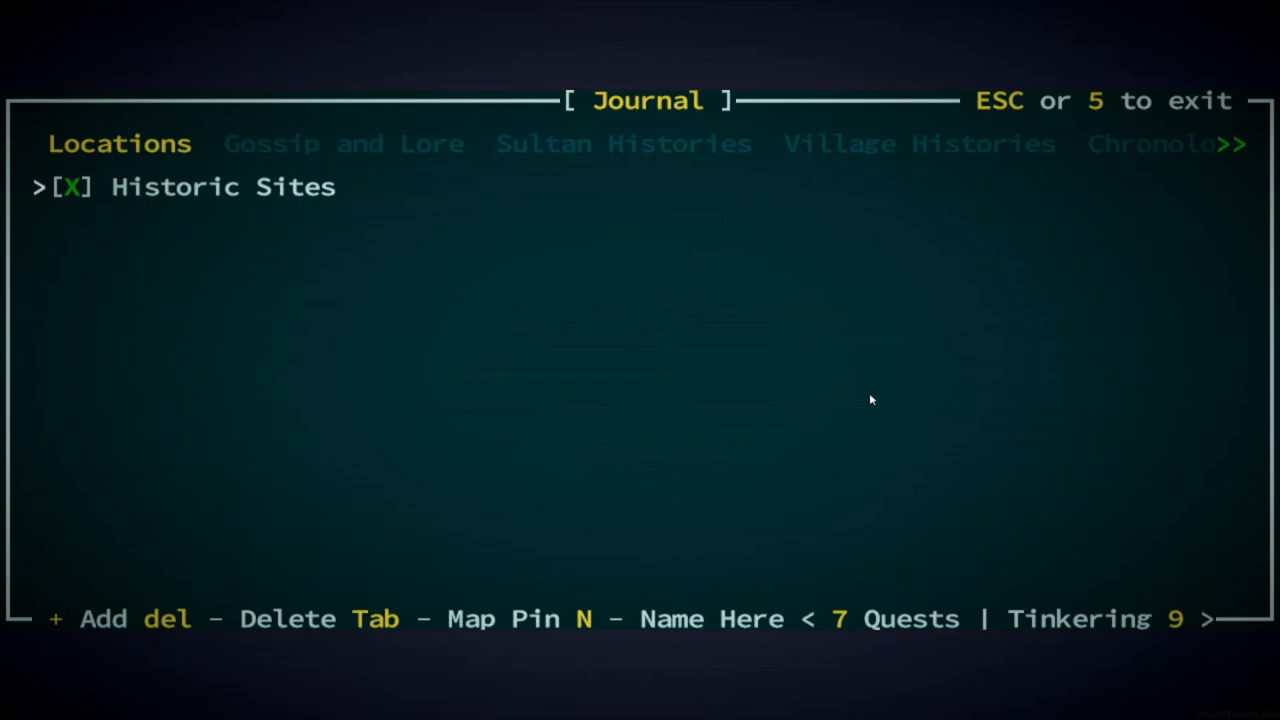 [ Journal ] ESC or 5 to exit
Locations Gossip and Lore Sultan Histories Village Histories Chronolo>>
>[X] Historic Sites
+ Add del - Delete Tab - Map Pin N - Name Here < 7 Quests | Tinkering 9 >